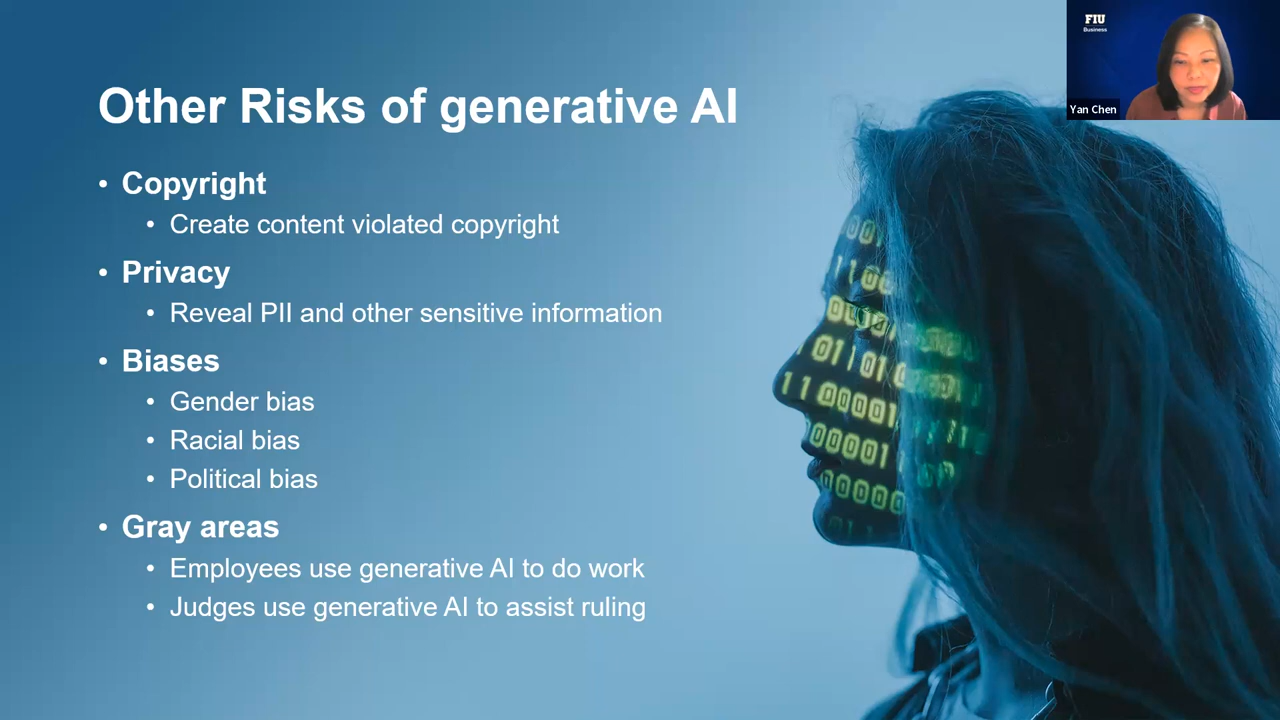 FIU
Business
Yan Chen
Other Risks of generative AI
• Copyright
• Create content violated copyright
• Privacy
• Reveal PII and other sensitive information
• Biases
• Gender bias
• Racial bias
• Political bias
• Gray areas
• Employees use generative AI to do work
• Judges use generative AI to assist ruling